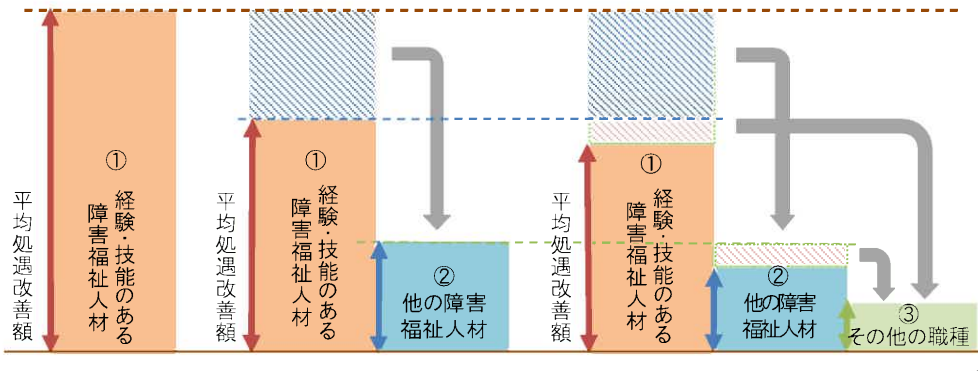 平均処遇改善額
①
経験・技能のある
障害福祉人材
平均処遇改善額
①
経験・技能のある
障害福祉人材
②
他の障害
福祉人材
平均処遇改善額
①
経験・技能のある
障害福祉人材
②
他の障害
福祉人材
③
その他の職種